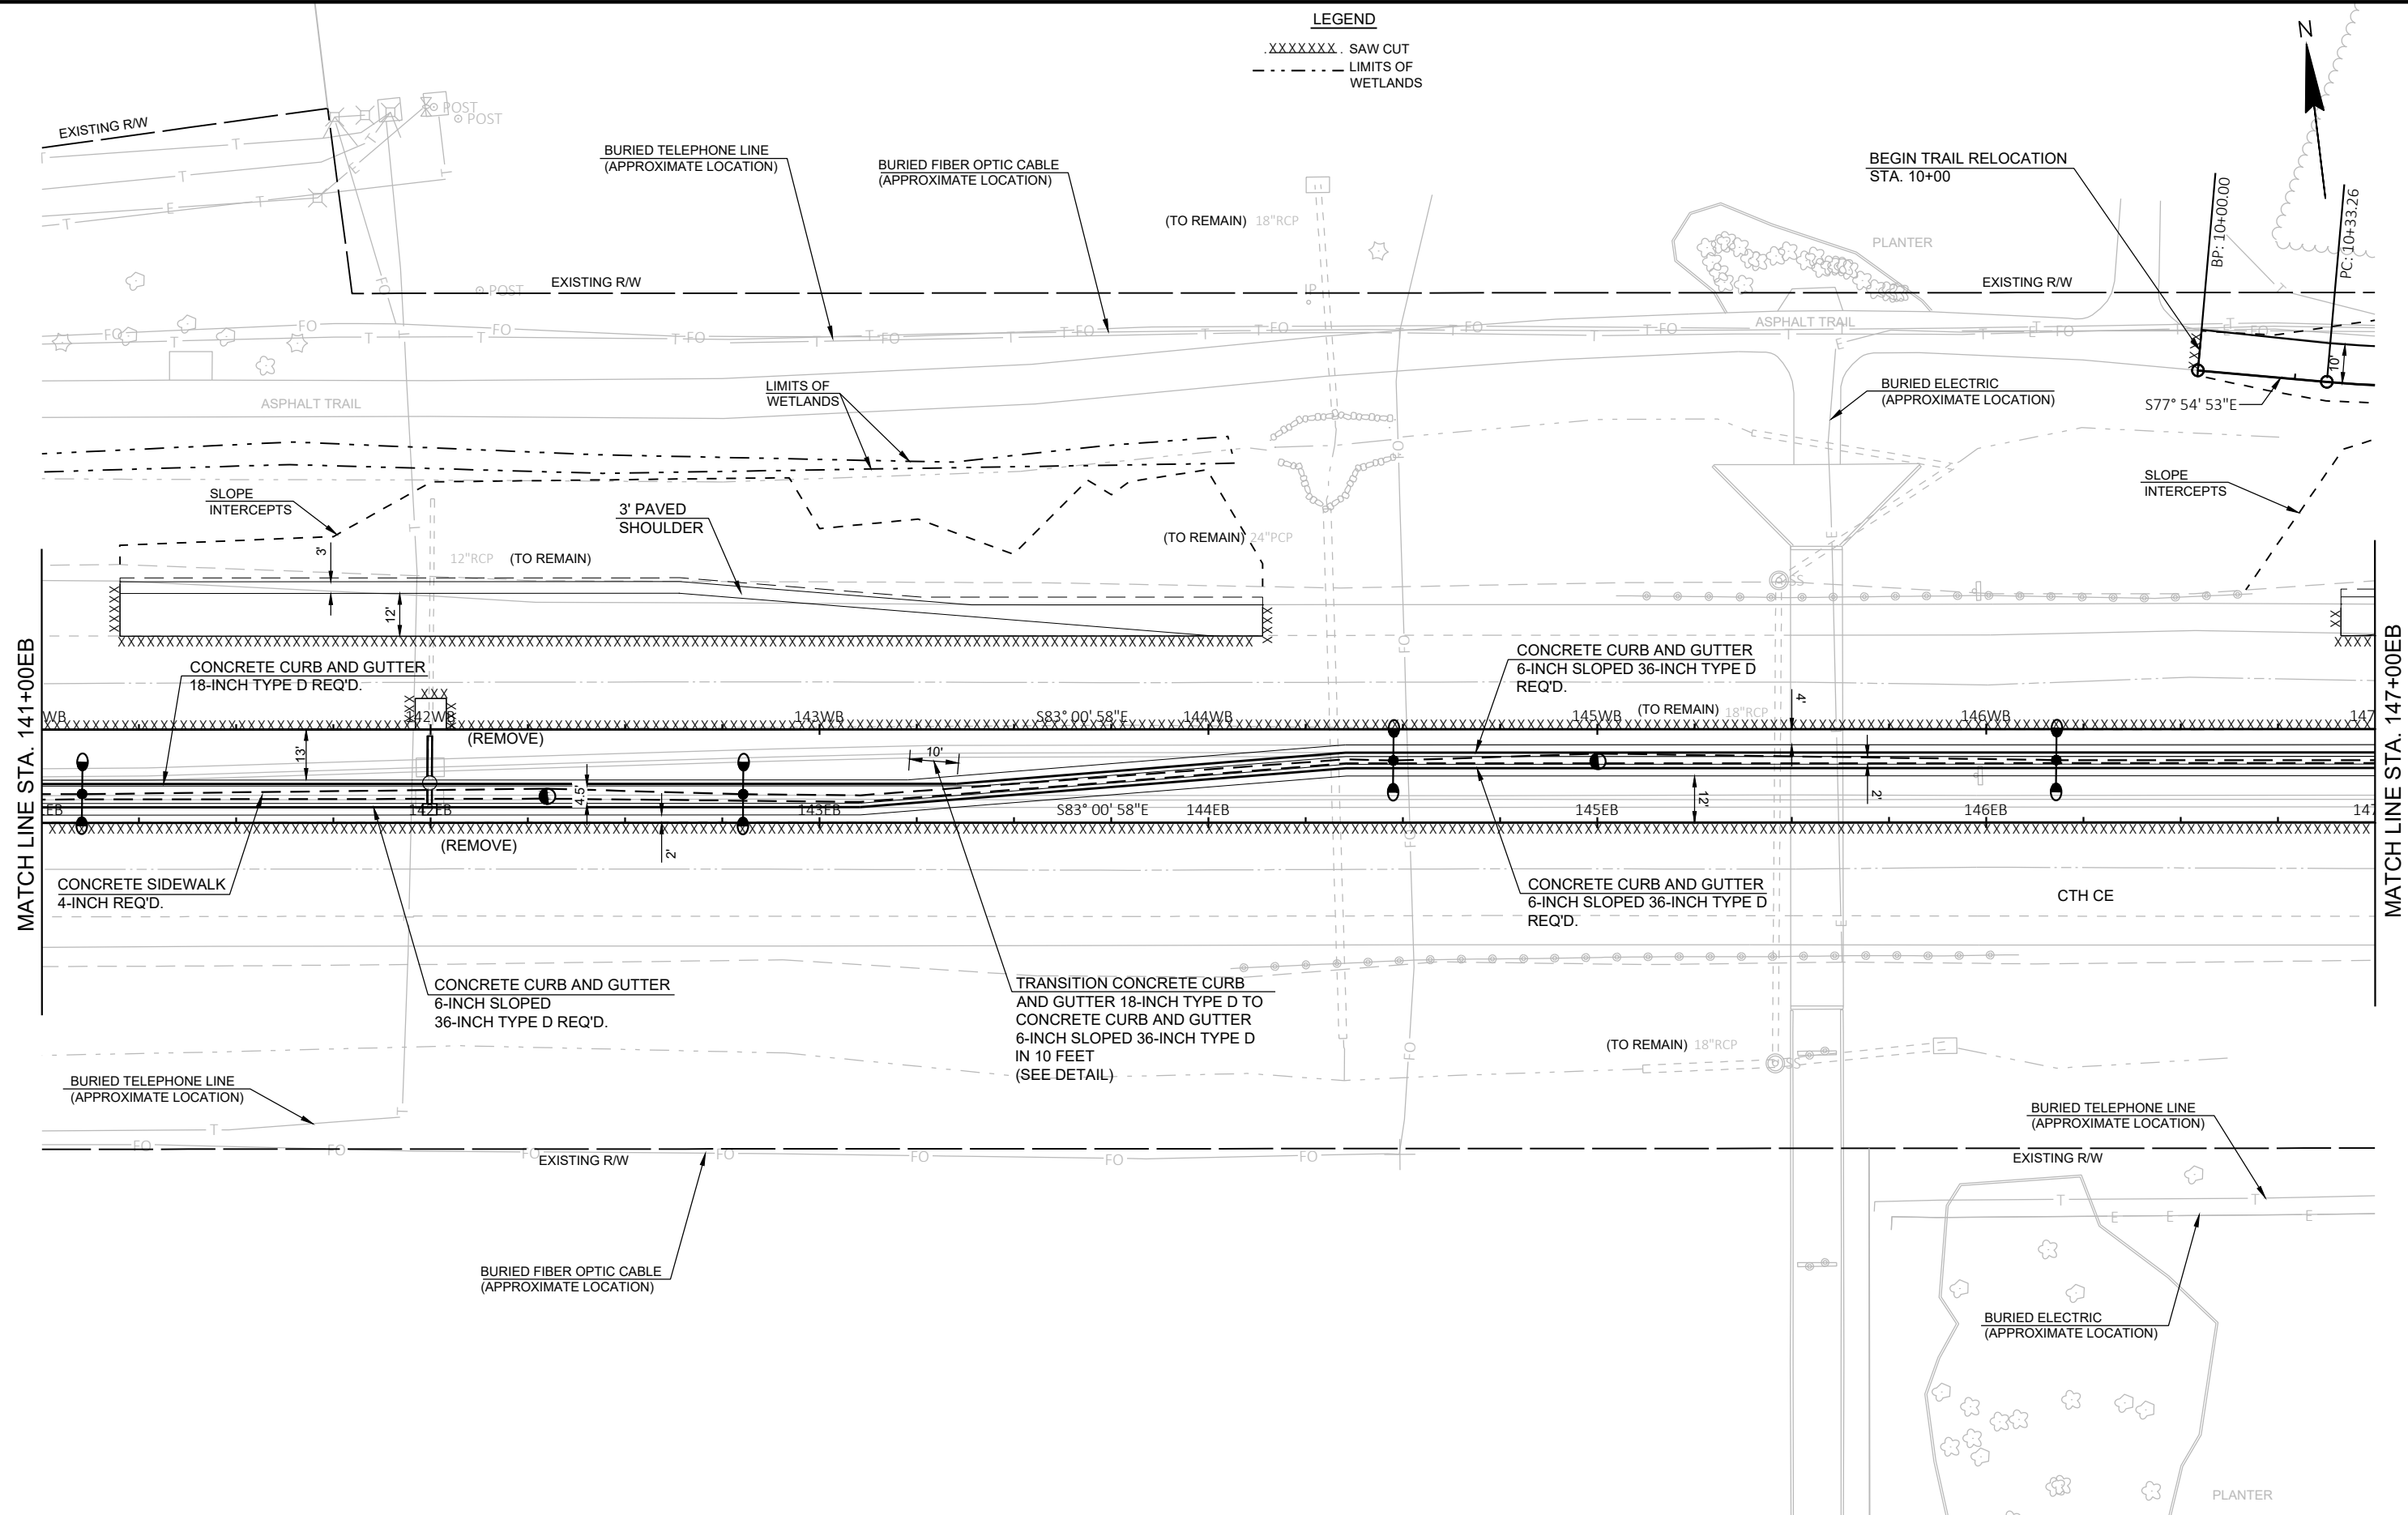 LEGEND
XXXXXXX SAW CUT
LIMITS OF
WETLANDS
N
EXISTING R/W
POST
POST
BURIED TELEPHONE LINE
(APPROXIMATE LOCATION)
BURIED FIBER OPTIC CABLE
(APPROXIMATE LOCATION)
BEGIN TRAIL RELOCATION
STA. 10+00
BP: 10+00.00
PC: 10+33.26
(TO REMAIN) 18"RCP
PLANTER
POST
EXISTING R/W
IP
EXISTING R/W
ASPHALT TRAIL
10'
S77° 54' 53"E
BURIED ELECTRIC
(APPROXIMATE LOCATION)
LIMITS OF
WETLANDS
ASPHALT TRAIL
SLOPE
INTERCEPTS
SLOPE
INTERCEPTS
3' PAVED
SHOULDER
3'
12"RCP (TO REMAIN)
(TO REMAIN) 24"PCP
SS
12'
MATCH LINE STA. 141+00EB
MATCH LINE STA. 147+00EB
CONCRETE CURB AND GUTTER
18-INCH TYPE D REQ'D.
CONCRETE CURB AND GUTTER
6-INCH SLOPED 36-INCH TYPE D
REQ'D.
4'
(TO REMAIN) 18"RCP
WB
142WB
143WB
S83° 00' 58"E
144WB
145WB
146WB
147
(REMOVE)
13'
10'
4.5'
2'
12'
EB
142EB
143EB
S83° 00' 58"E
144EB
145EB
146EB
147
(REMOVE)
2'
CONCRETE SIDEWALK
4-INCH REQ'D.
CONCRETE CURB AND GUTTER
6-INCH SLOPED 36-INCH TYPE D
REQ'D.
CTH CE
CONCRETE CURB AND GUTTER
6-INCH SLOPED
36-INCH TYPE D REQ'D.
TRANSITION CONCRETE CURB
AND GUTTER 18-INCH TYPE D TO
CONCRETE CURB AND GUTTER
6-INCH SLOPED 36-INCH TYPE D
IN 10 FEET
(SEE DETAIL)
(TO REMAIN) 18"RCP
SS
BURIED TELEPHONE LINE
(APPROXIMATE LOCATION)
BURIED TELEPHONE LINE
(APPROXIMATE LOCATION)
EXISTING R/W
EXISTING R/W
BURIED FIBER OPTIC CABLE
(APPROXIMATE LOCATION)
BURIED ELECTRIC
(APPROXIMATE LOCATION)
PLANTER